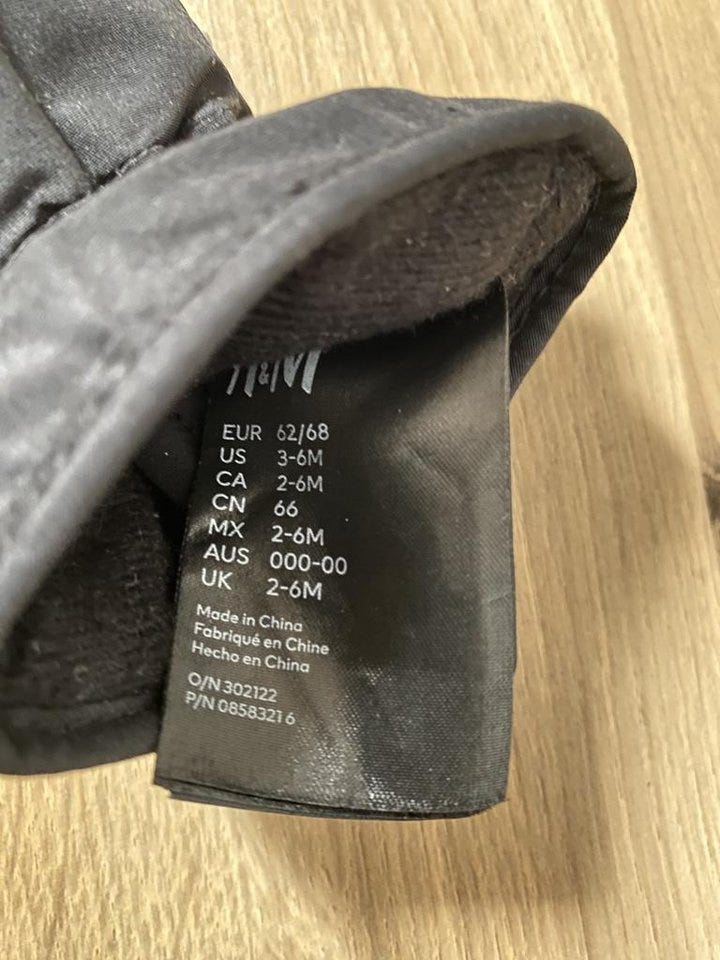 H&M
EUR 62/68
US 3-6M
CA 2-6M
CN 66
MX 2-6M
AUS 000-00
UK 2-6M
Made in China
Fabriqué en Chine
Hecho en China
O/N 302122
P/N 08583216